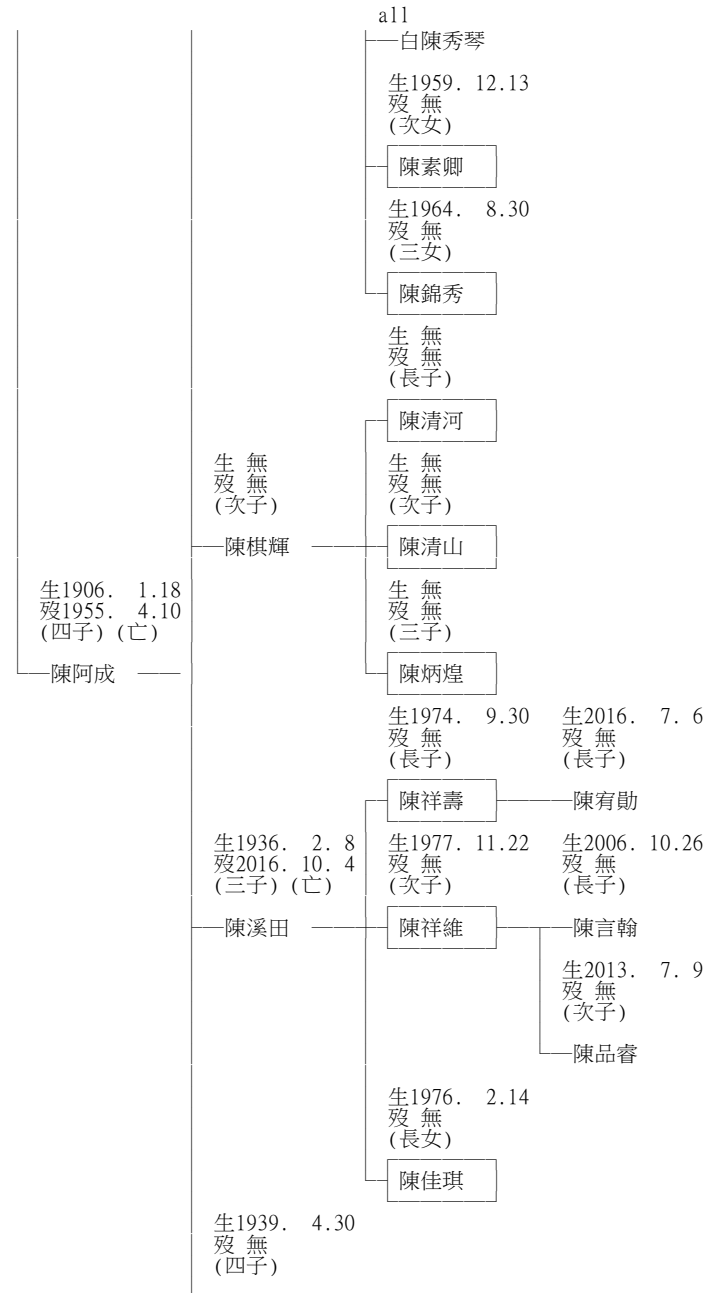 all
白陳秀琴
生1959. 12.13
歿 無
(次女)
陳素卿
生1964. 8.30
歿 無
(三女)
陳錦秀
生 無
歿 無
(長子)
陳清河
生 無
歿 無
(次子)
陳棋輝
生 無
歿 無
(次子)
陳清山
生1906. 1.18
歿1955. 4.10
(四子)(亡)
陳阿成
生 無
歿 無
(三子)
陳炳煌
生1974. 9.30
歿 無
(長子)
陳祥壽
生2016. 7. 6
歿 無
(長子)
陳宥勛
生1936. 2. 8
歿2016. 10. 4
(三子)(亡)
陳溪田
生1977. 11.22
歿 無
(次子)
陳祥維
生2006. 10.26
歿 無
(長子)
陳言翰
生2013. 7. 9
歿 無
(次子)
陳品睿
生1976. 2.14
歿 無
(長女)
陳佳琪
生1939. 4.30
歿 無
(四子)